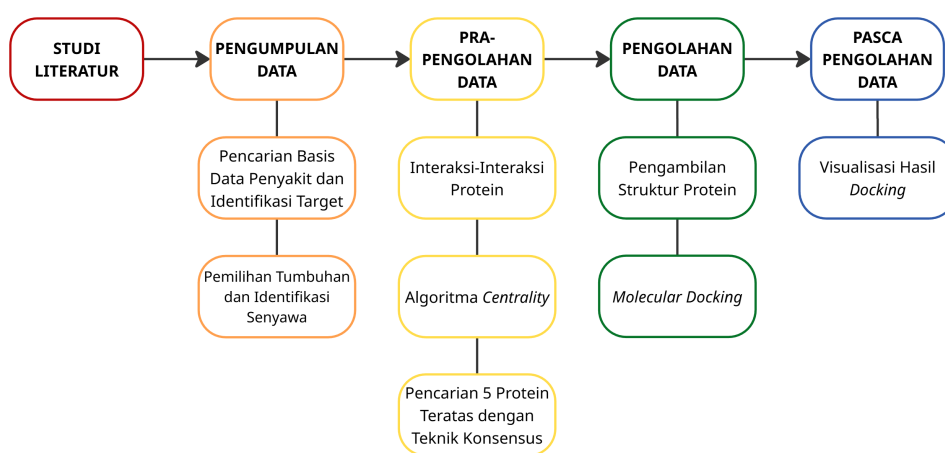 STUDI
LITERATUR
PENGUMPULAN
DATA
PRA-
PENGOLAHAN
DATA
PENGOLAHAN
DATA
PASCA
PENGOLAHAN
DATA
Pencarian Basis
Data Penyakit dan
Identifikasi Target
Interaksi-Interaksi
Protein
Pengambilan
Struktur Protein
Visualisasi Hasil
Docking
Pemilihan Tumbuhan
dan Identifikasi
Senyawa
Algoritma Centrality
Molecular Docking
Pencarian 5 Protein
Teratas dengan
Teknik Konsensus